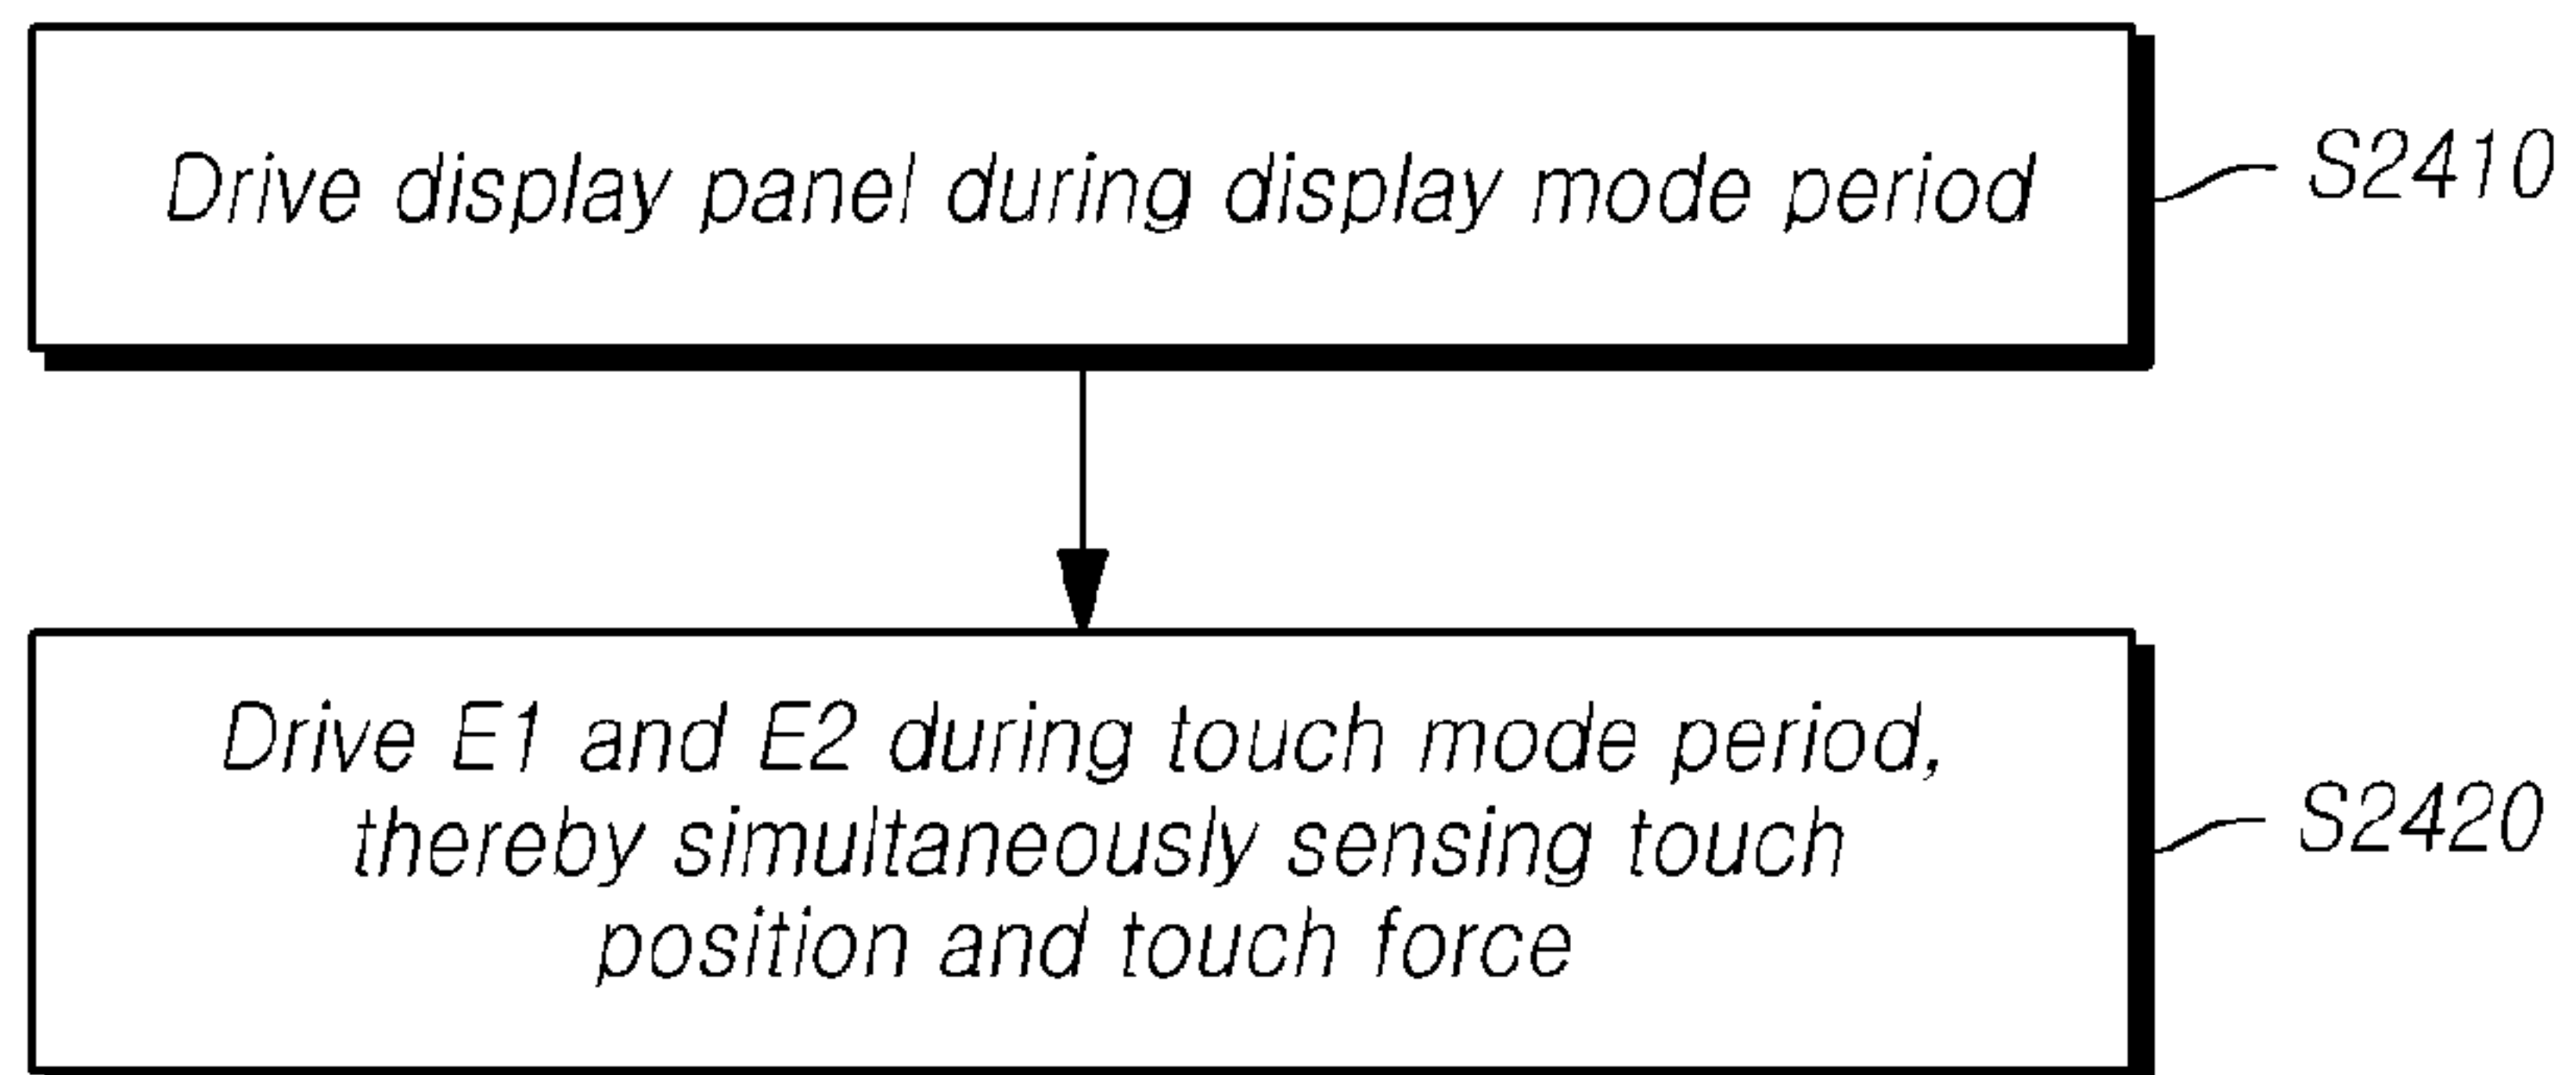 Drive display panel during display mode period
S2410
Drive E1 and E2 during touch mode period,
thereby simultaneously sensing touch
position and touch force
S2420